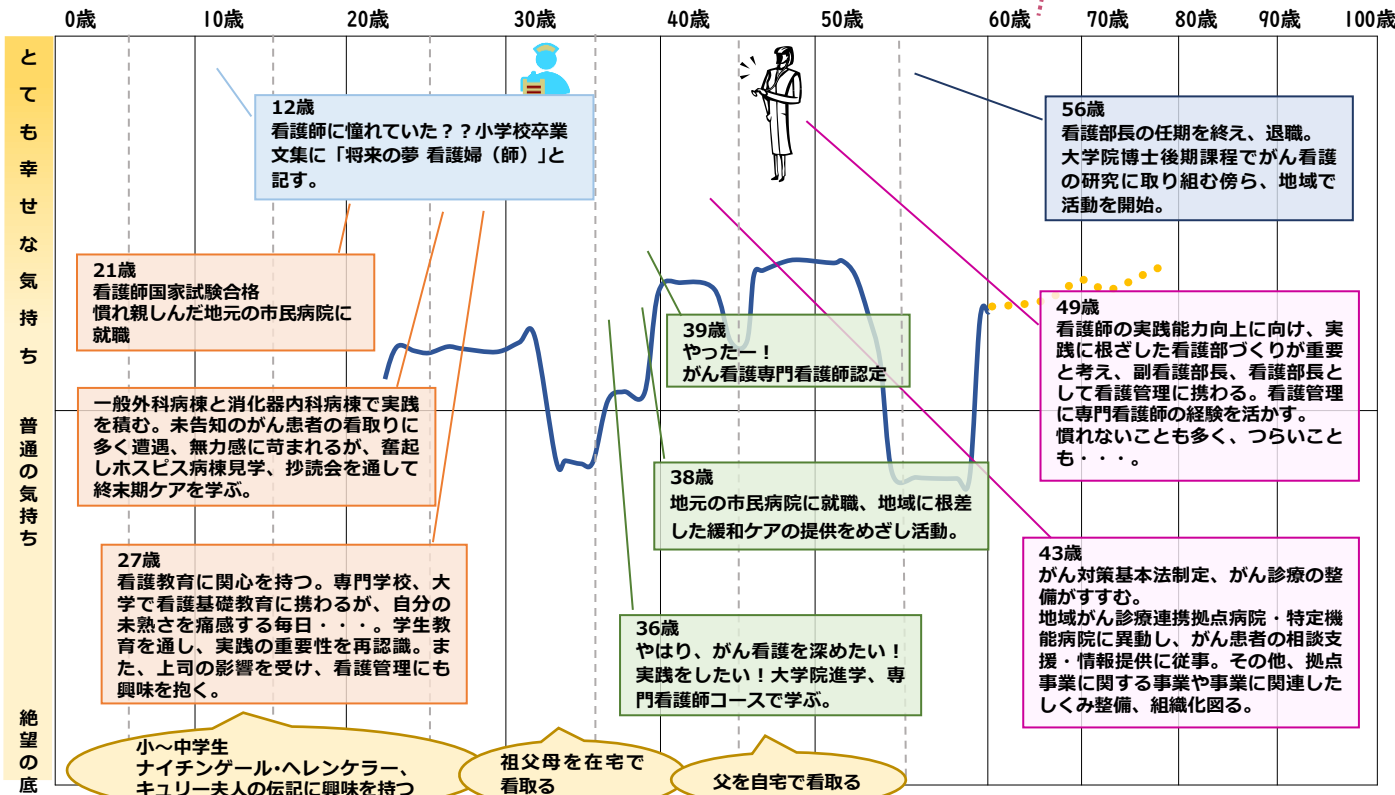 0歳 10歳 20歳 30歳 40歳 50歳 60歳 70歳 80歳 90歳 100歳
とても幸せな気持ち
普通の気持ち
絶望の底
12歳
看護師に憧れていた??小学校卒業
文集に「将来の夢 看護婦(師)」と
記す。
21歳
看護師国家試験合格
慣れ親しんだ地元の市民病院に
就職
一般外科病棟と消化器内科病棟で実践
を積む。未告知のがん患者の看取りに
多く遭遇、無力感に苛まれるが、奮起
しホスピス病棟見学、抄読会を通して
終末期ケアを学ぶ。
27歳
看護教育に関心を持つ。専門学校、大
学で看護基礎教育に携わるが、自分の
未熟さを痛感する毎日・・・。学生教
育を通し、実践の重要性を再認識。ま
た、上司の影響を受け、看護管理にも
興味を抱く。
36歳
やはり、がん看護を深めたい!
実践をしたい!大学院進学、専
門看護師コースで学ぶ。
38歳
地元の市民病院に就職、地域に根差
した緩和ケアの提供をめざし活動。
39歳
やったー!
がん看護専門看護師認定
43歳
がん対策基本法制定、がん診療の整
備がすすむ。
地域がん診療連携拠点病院・特定機
能病院に異動し、がん患者の相談支
援・情報提供に従事。その他、拠点
事業に関する事業や事業に関連した
しくみ整備、組織化図る。
49歳
看護師の実践能力向上に向け、実
践に根ざした看護部づくりが重要
と考え、副看護部長、看護部長と
して看護管理に携わる。看護管理
に専門看護師の経験を活かす。
慣れないことも多く、つらいこと
も・・・。
56歳
看護部長の任期を終え、退職。
大学院博士後期課程でがん看護
の研究に取り組む傍ら、地域で
活動を開始。
小~中学生
ナイチンゲール・ヘレンケラー、
キュリー夫人の伝記に興味を持つ
祖父母を在宅で
看取る
父を自宅で看取る